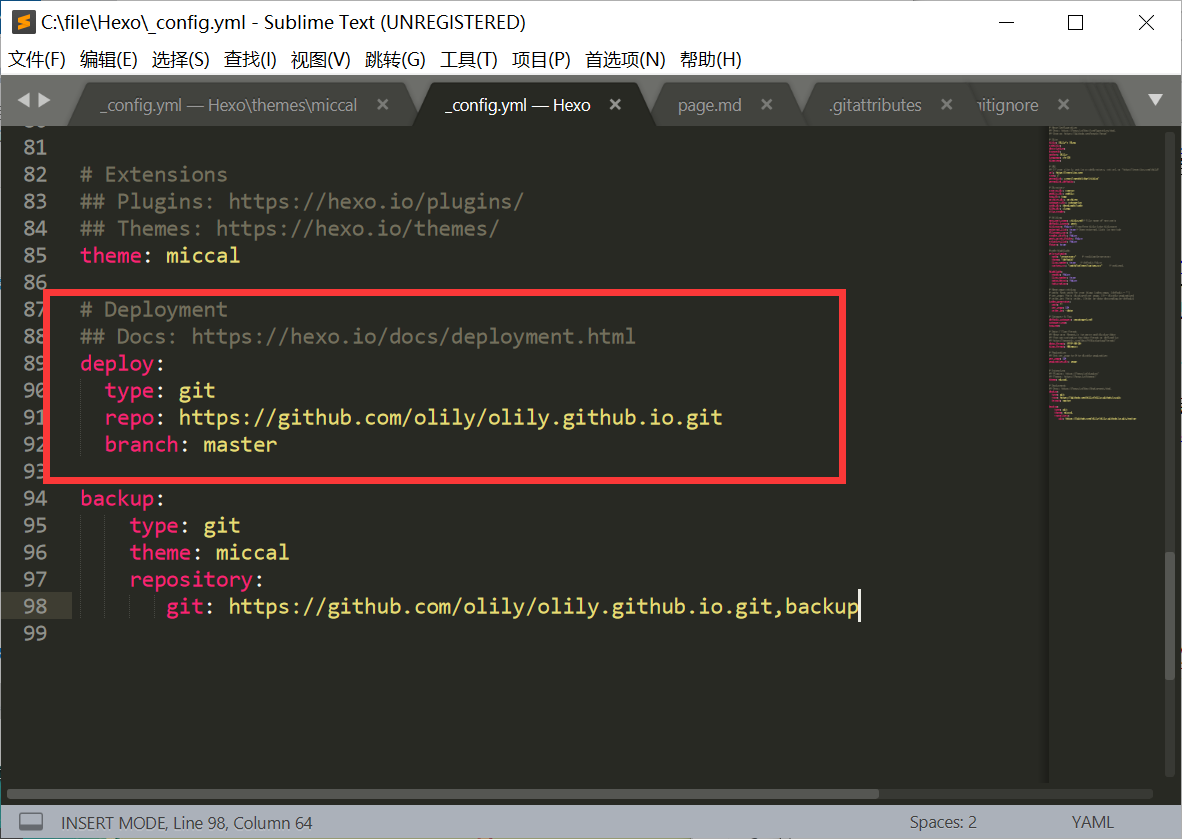 C:\file\Hexo\_config.yml - Sublime Text (UNREGISTERED)
文件(F) 编辑(E) 选择(S) 查找(I) 视图(V) 跳转(G) 工具(T) 项目(P) 首选项(N) 帮助(H)
_config.yml — Hexo\themes\miccal _config.yml — Hexo page.md .gitattributes itignore
81
82 # Extensions
83 ## Plugins: https://hexo.io/plugins/
84 ## Themes: https://hexo.io/themes/
85 theme: miccal
86
87 # Deployment
88 ## Docs: https://hexo.io/docs/deployment.html
89 deploy:
90 type: git
91 repo: https://github.com/olily/olily.github.io.git
92 branch: master
93
94 backup:
95 type: git
96 theme: miccal
97 repository:
98 git: https://github.com/olily/olily.github.io.git,backup
99
INSERT MODE, Line 98, Column 64 Spaces: 2 YAML